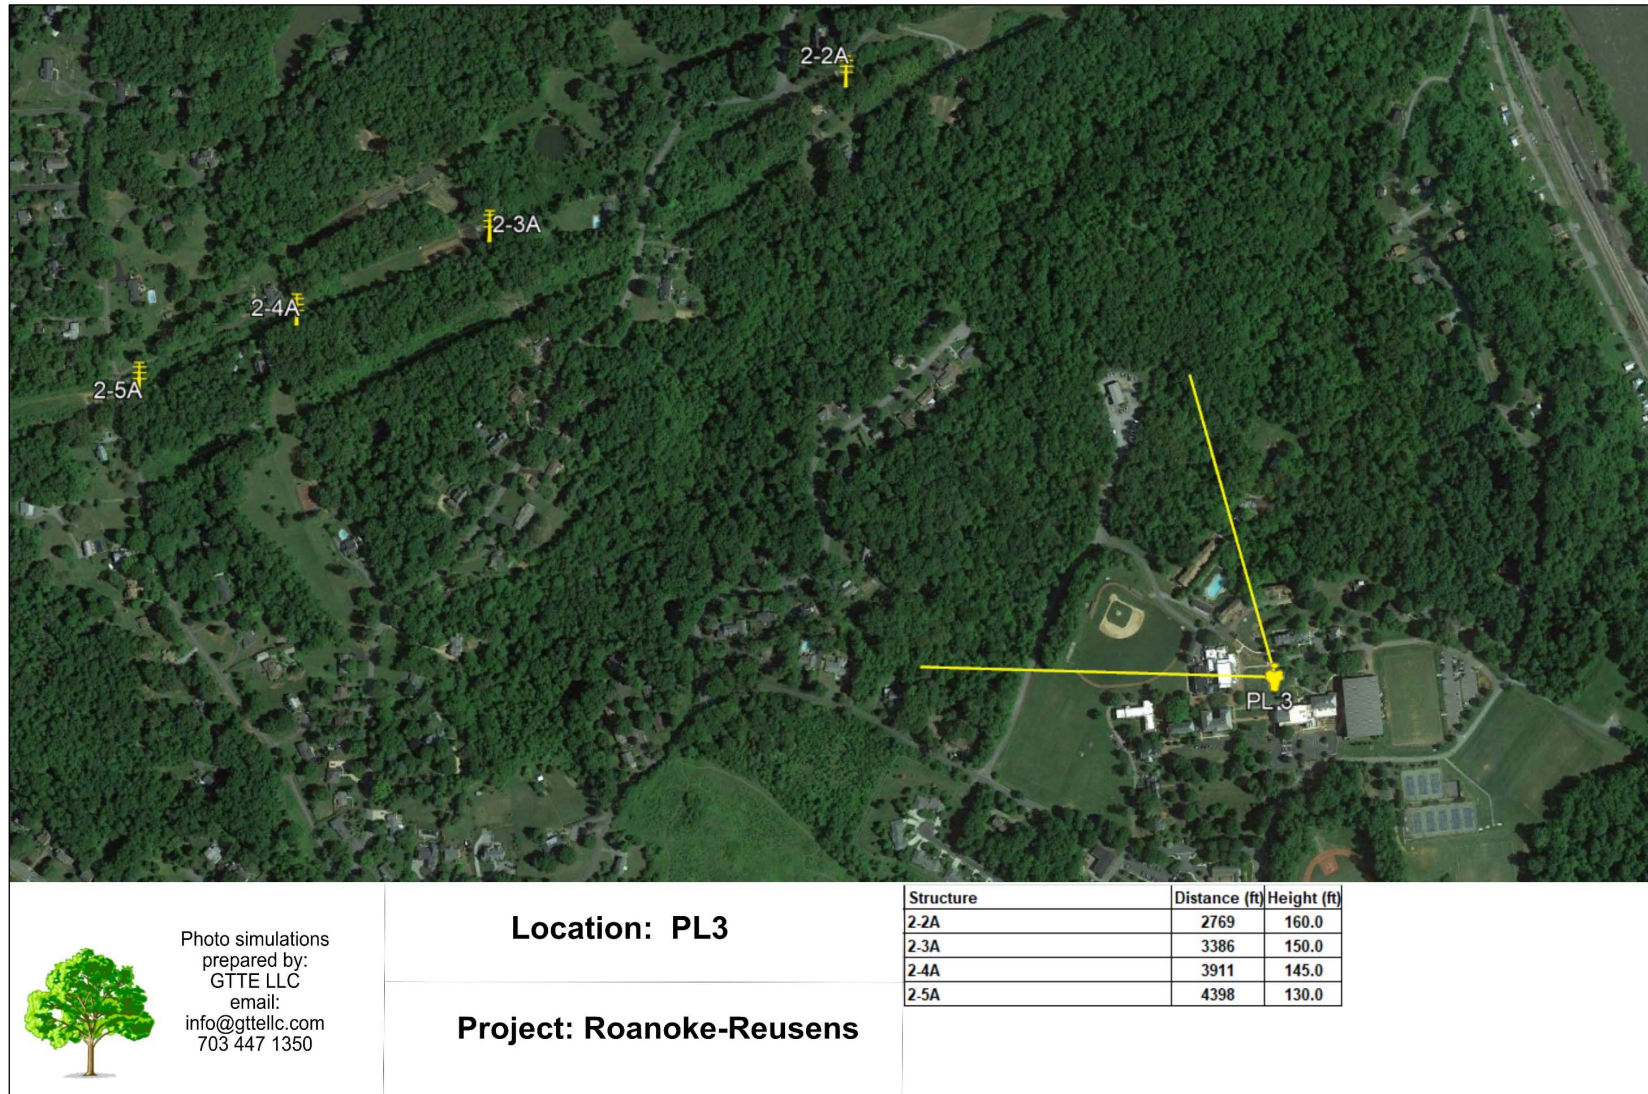 2-2A
2-3A
2-4A
2-5A
PL 3
Photo simulations
prepared by:
GTTE LLC
email:
info@gttellc.com
703 447 1350
Location: PL3
Project: Roanoke-Reusens
Structure Distance (ft) Height (ft)
2-2A 2769 160.0
2-3A 3386 150.0
2-4A 3911 145.0
2-5A 4398 130.0